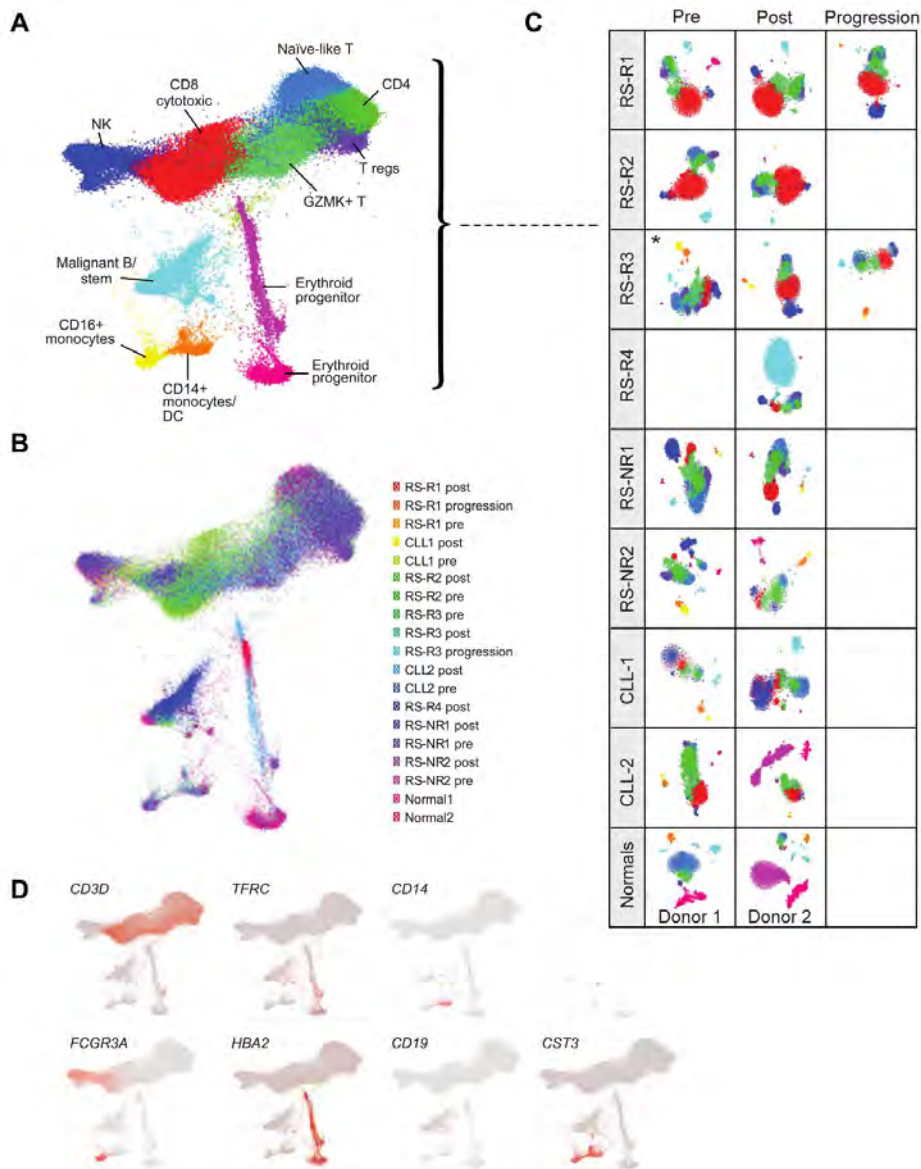 A
Naïve-like T
CD8
cytotoxic
CD4
NK
T regs
GZMK+ T
Malignant B/
stem
Erythroid
progenitor
CD16+
monocytes
Erythroid
progenitor
CD14+
monocytes/
DC
B
RS-R1 post
RS-R1 progression
RS-R1 pre
CLL1 post
CLL1 pre
RS-R2 post
RS-R2 pre
RS-R3 pre
RS-R3 post
RS-R3 progression
CLL2 post
CLL2 pre
RS-R4 post
RS-NR1 post
RS-NR1 pre
RS-NR2 post
RS-NR2 pre
Normal1
Normal2
C
Pre Post Progression
RS-R1
RS-R2
RS-R3
*
RS-R4
RS-NR1
RS-NR2
CLL-1
CLL-2
Normals
Donor 1 Donor 2
D
CD3D TFRC CD14
FCGR3A HBA2 CD19 CST3